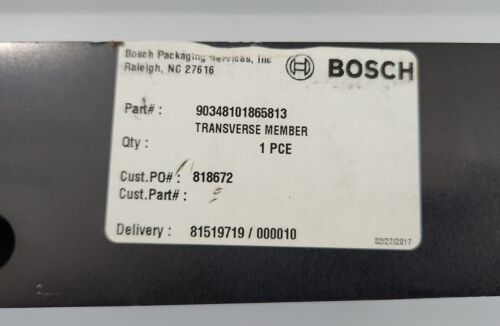 Bosch Packaging Services, Inc
Raleigh, NC 27616
BOSCH
Part# : 90348101865813
TRANSVERSE MEMBER
Qty : 1 PCE
Cust.PO# : 818672
Cust.Part# :
Delivery : 81519719 / 000010
02/27/2017